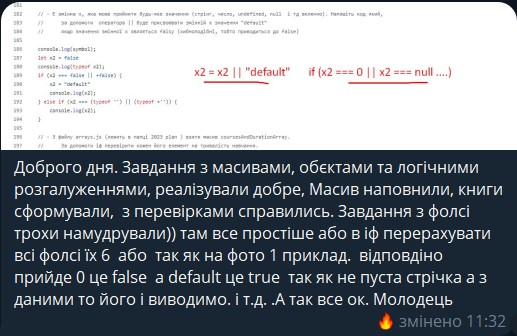 181
182 // - Є змінна х, яка може прийняти будь-яке значення (стрінг, число, undefined, null і тд включно). Напишіть код який,
183 // за допомоги оператора || буде присвоювати змінній х значення "default"
184 // якщо значення змінної х являється falsy (хибноподібні, тобто приводиться до false)
185
186 console.log(symbol);
187 let x2 = false
188 console.log(typeof x2);
189 if (x2 === false || +false) {
190 x2 = "default"
191 console.log(x2);
192 } else if (x2 === (typeof '') || (typeof +'')) {
193 console.log(x2);
194 }
195
196 // - З файлу arrays.js (лежить в папці 2023 plan ) взяти масив coursesAndDurationArray.
197 // За допомоги іф перевірити кожен його елемент на тривалість навчання.
x2 = x2 || "default" if (x2 === 0 || x2 === null ....)
Доброго дня. Завдання з масивами, обєктами та логічними
розгалуженнями, реалізували добре, Масив наповнили, книги
сформували, з перевірками справились. Завдання з фолсі
трохи намудрували)) там все простіше або в іф перерахувати
всі фолсі їх 6 або так як на фото 1 приклад. відповідно
прийде 0 це false а default це true так як не пуста стрічка а з
даними то його і виводимо. і т.д. .А так все ок. Молодець
змінено 11:32